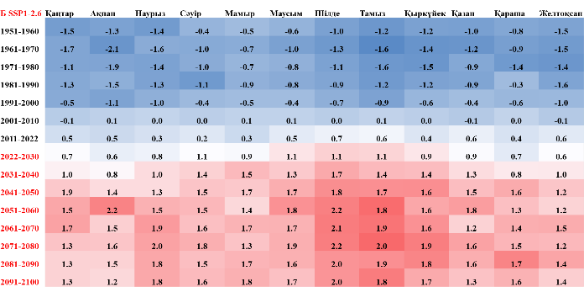 Б SSP1-2.6 Қаңтар Ақпан Наурыз Сәуір Мамыр Маусым Шілде Тамыз Қыркүйек Қазан Қараша Желтоқсан
1951-1960 -1.5 -1.3 -1.4 -0.4 -0.5 -0.6 -1.0 -1.2 -1.2 -1.0 -0.8 -1.5
1961-1970 -1.7 -2.1 -1.6 -1.0 -0.7 -1.0 -1.3 -1.6 -1.4 -1.2 -0.9 -1.5
1971-1980 -1.1 -1.9 -1.4 -1.0 -0.7 -0.8 -1.1 -1.6 -1.5 -0.9 -1.4 -1.4
1981-1990 -1.3 -1.5 -1.3 -1.1 -0.9 -0.8 -0.9 -1.2 -1.2 -0.9 -0.3 -1.6
1991-2000 -0.5 -1.1 -1.0 -0.4 -0.5 -0.4 -0.7 -0.9 -0.6 -0.4 -0.6 -1.0
2001-2010 -0.1 0.1 0.0 0.0 0.1 0.1 0.0 0.1 0.0 -0.1 0.0 -0.1
2011-2022 0.5 0.5 0.3 0.2 0.3 0.5 0.7 0.6 0.4 0.6 0.4 0.6
2022-2030 0.7 0.6 0.8 1.1 0.9 1.1 1.1 1.1 0.9 0.9 0.7 0.6
2031-2040 1.0 0.8 1.0 1.4 1.5 1.3 1.7 1.4 1.4 1.3 0.8 1.0
2041-2050 1.9 1.4 1.3 1.5 1.7 1.7 1.8 1.7 1.6 1.5 1.6 1.2
2051-2060 1.5 2.2 1.5 1.5 1.4 1.8 2.2 1.8 1.6 1.8 1.3 1.2
2061-2070 1.7 1.5 1.9 1.6 1.7 1.7 2.1 1.9 1.6 1.2 1.4 1.5
2071-2080 1.3 1.6 2.0 1.8 1.3 1.9 2.2 2.0 1.9 1.6 1.5 1.2
2081-2090 1.3 1.5 1.8 1.5 1.7 1.6 2.0 1.9 1.8 1.6 1.7 1.4
2091-2100 1.3 1.2 1.8 1.6 1.8 1.7 2.0 1.8 1.7 1.3 1.6 1.4